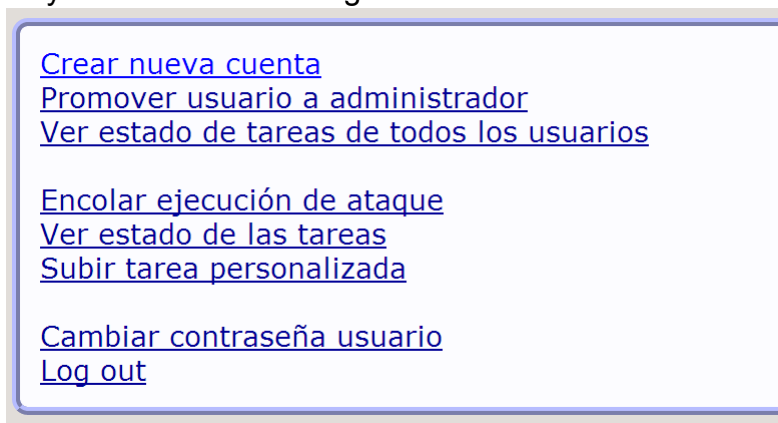 Crear nueva cuenta
Promover usuario a administrador
Ver estado de tareas de todos los usuarios
Encolar ejecución de ataque
Ver estado de las tareas
Subir tarea personalizada
Cambiar contraseña usuario
Log out